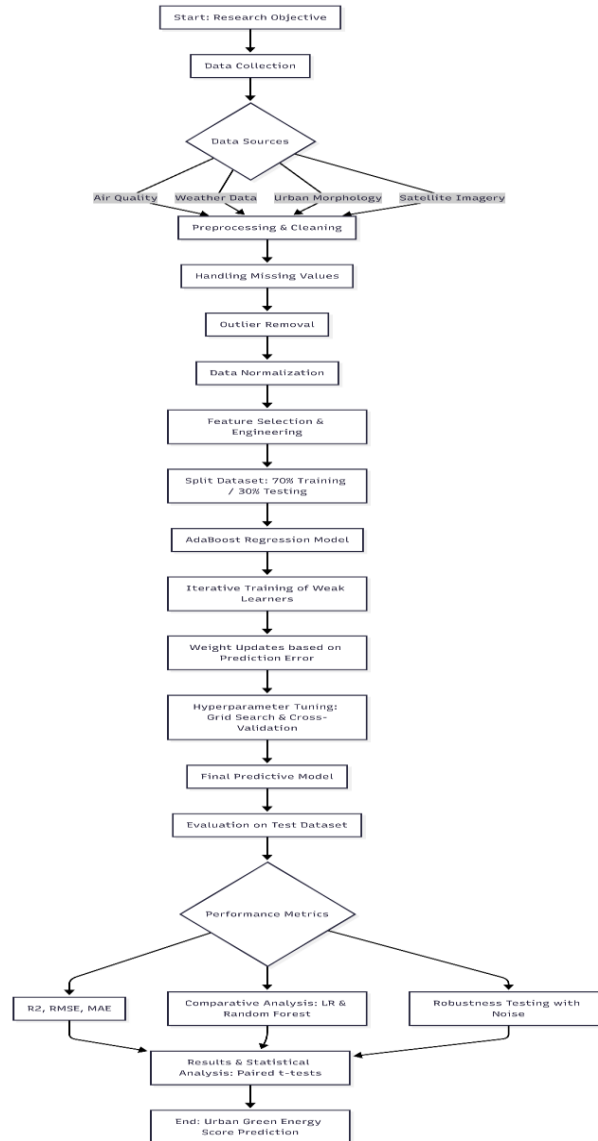 Start: Research Objective
Data Collection
Data Sources
Air Quality
Weather Data
Urban Morphology
Satellite Imagery
Preprocessing & Cleaning
Handling Missing Values
Outlier Removal
Data Normalization
Feature Selection &
Engineering
Split Dataset: 70% Training
/ 30% Testing
AdaBoost Regression Model
Iterative Training of Weak
Learners
Weight Updates based on
Prediction Error
Hyperparameter Tuning:
Grid Search & Cross-
Validation
Final Predictive Model
Evaluation on Test Dataset
Performance Metrics
R2, RMSE, MAE
Comparative Analysis: LR &
Random Forest
Robustness Testing with
Noise
Results & Statistical
Analysis: Paired t-tests
End: Urban Green Energy
Score Prediction